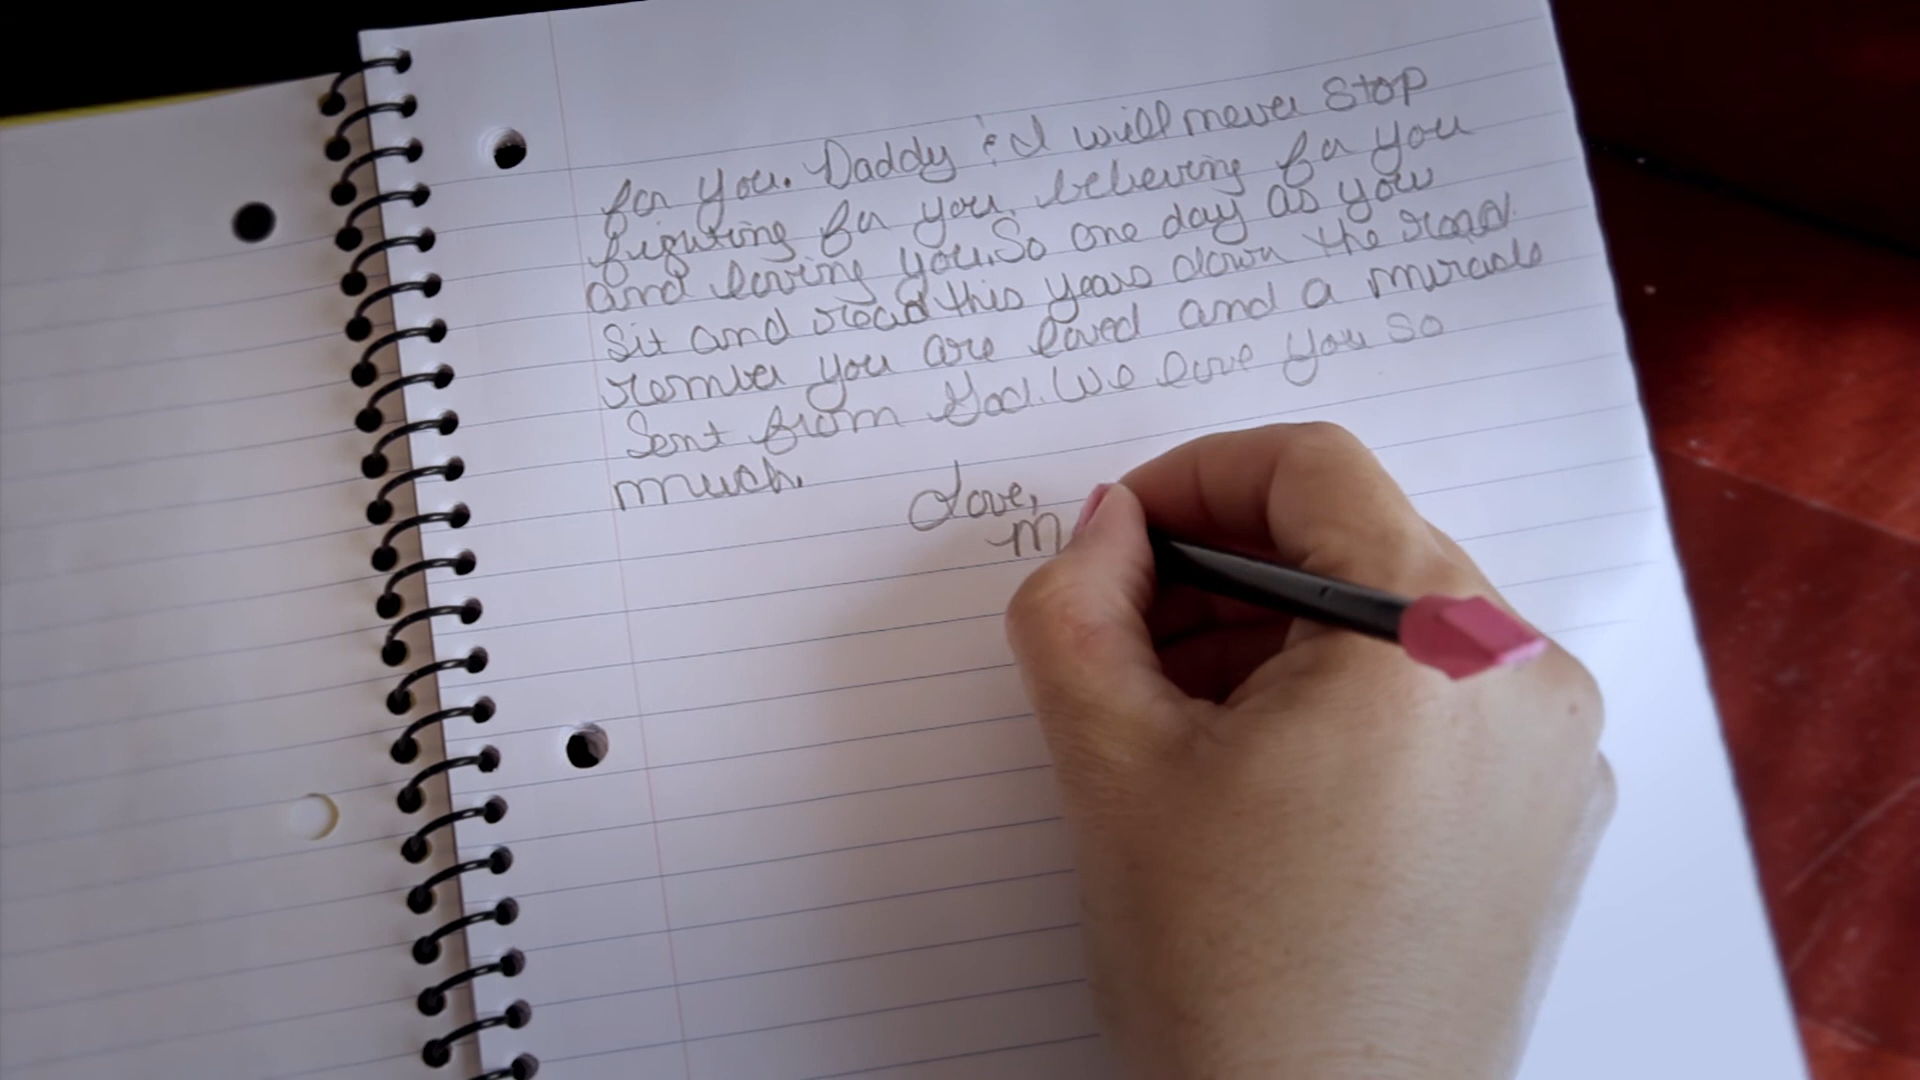 for you. Daddy & I will never stop
figuting for you, believing for you
and loving you. So one day as you
Sit and read this years down the road
rember you are loved and a miracle
Sent from God. We love you so
much.
Love,
M